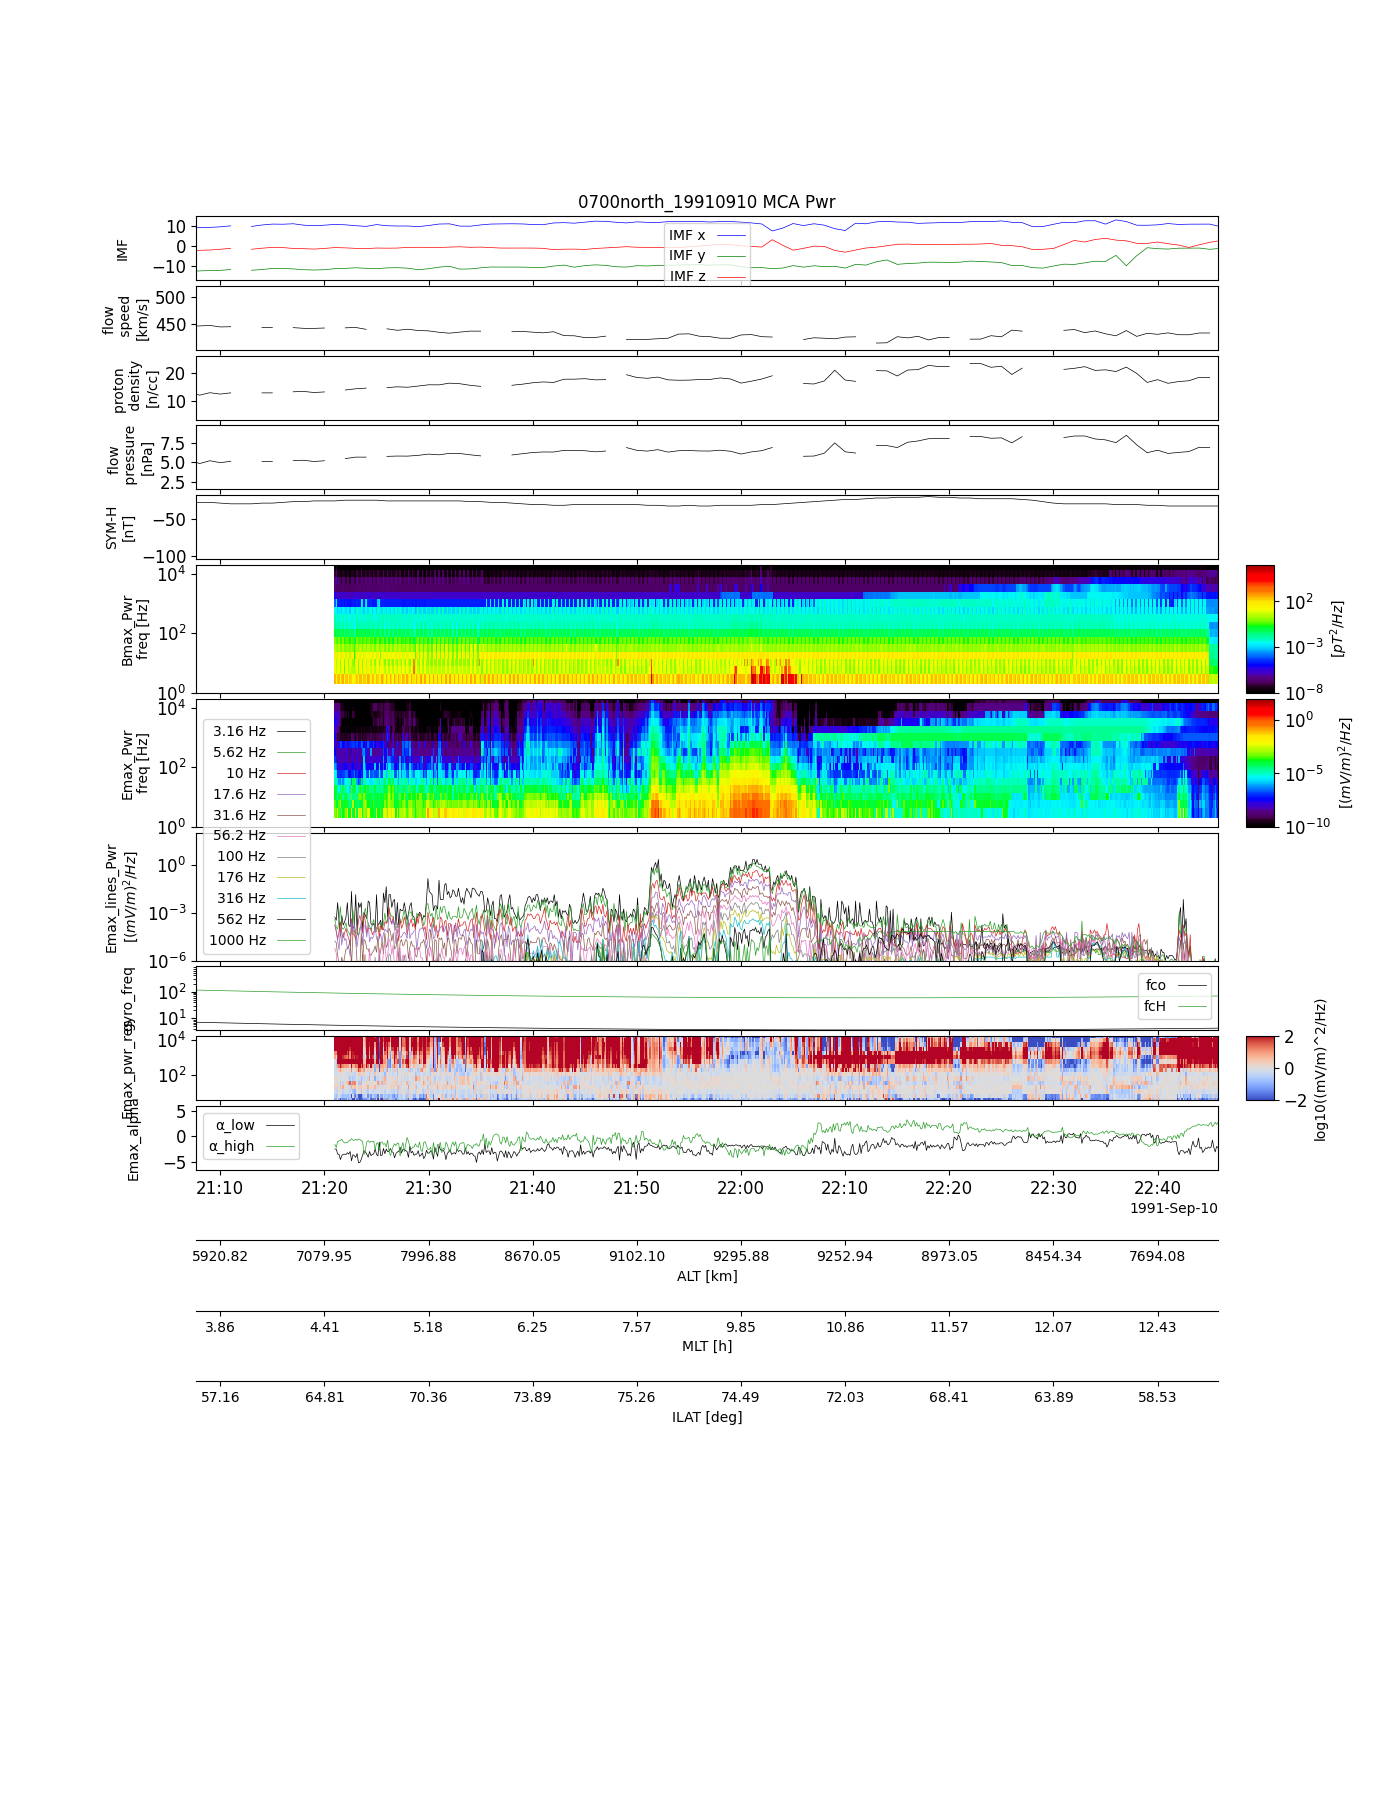 0700north_19910910 MCA Pwr
10
0
−10
IMF
IMF x
IMF y
IMF z
500
450
flow
speed
[km/s]
20
10
proton
density
[n/cc]
7.5
5.0
2.5
flow
pressure
[nPa]
−50
−100
SYM-H
[nT]
10^4
10^2
10^0
Bmax_Pwr
freq [Hz]
10^2
10^−3
10^−8
[pT^2/Hz]
10^4
10^2
10^0
Emax_Pwr
freq [Hz]
10^0
10^−5
10^−10
[(mV/m)^2/Hz]
3.16 Hz
5.62 Hz
10 Hz
17.6 Hz
31.6 Hz
56.2 Hz
100 Hz
176 Hz
316 Hz
562 Hz
1000 Hz
10^0
10^−3
10^−6
Emax_lines_Pwr
[(mV/m)^2/Hz]
10^2
10^1
gyro_freq
fco
fcH
10^4
10^2
Emax_pwr_reg
2
0
−2
log10((mV/m)^2/Hz)
5
0
−5
Emax_alpha
α_low
α_high
21:10 21:20 21:30 21:40 21:50 22:00 22:10 22:20 22:30 22:40
1991-Sep-10
5920.82 7079.95 7996.88 8670.05 9102.10 9295.88 9252.94 8973.05 8454.34 7694.08
ALT [km]
3.86 4.41 5.18 6.25 7.57 9.85 10.86 11.57 12.07 12.43
MLT [h]
57.16 64.81 70.36 73.89 75.26 74.49 72.03 68.41 63.89 58.53
ILAT [deg]